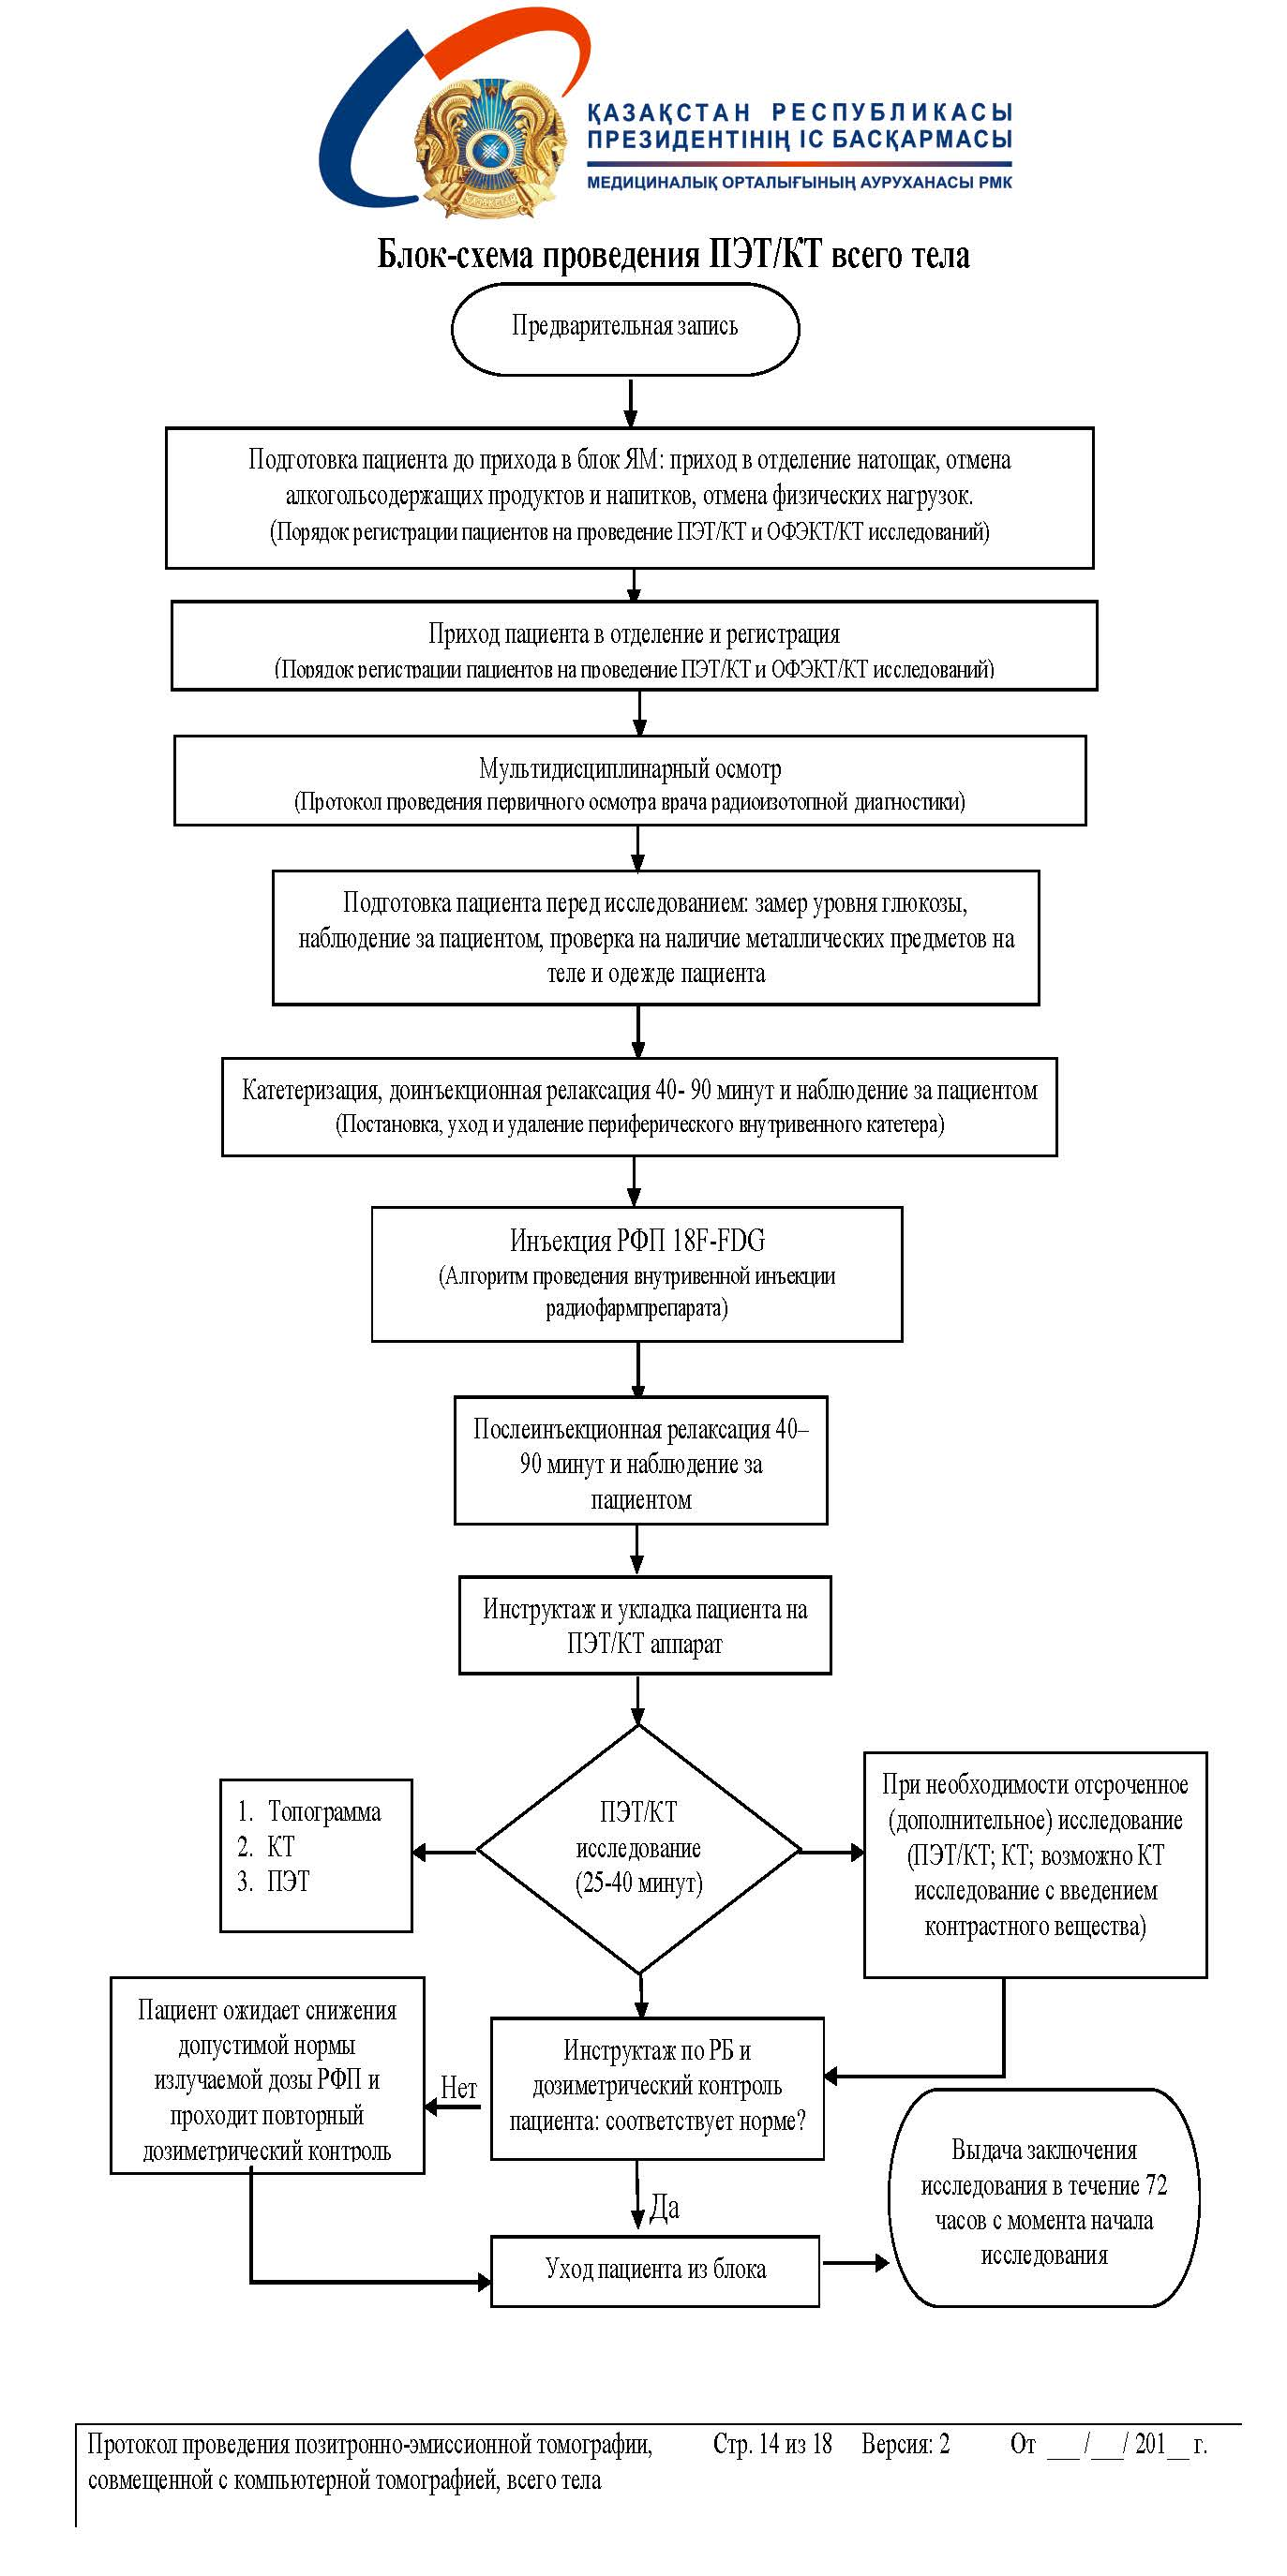 ҚАЗАҚСТАН РЕСПУБЛИКАСЫ
ПРЕЗИДЕНТІНІҢ ІС БАСҚАРМАСЫ
МЕДИЦИНАЛЫҚ ОРТАЛЫҒЫНЫҢ АУРУХАНАСЫ РМК
Блок-схема проведения ПЭТ/КТ всего тела
Предварительная запись
Подготовка пациента до прихода в блок ЯМ: приход в отделение натощак, отмена
алкогольсодержащих продуктов и напитков, отмена физических нагрузок.
(Порядок регистрации пациентов на проведение ПЭТ/КТ и ОФЭКТ/КТ исследований)
Приход пациента в отделение и регистрация
(Порядок регистрации пациентов на проведение ПЭТ/КТ и ОФЭКТ/КТ исследований)
Мультидисциплинарный осмотр
(Протокол проведения первичного осмотра врача радиоизотопной диагностики)
Подготовка пациента перед исследованием: замер уровня глюкозы,
наблюдение за пациентом, проверка на наличие металлических предметов на
теле и одежде пациента
Катетеризация, доинъекционная релаксация 40- 90 минут и наблюдение за пациентом
(Постановка, уход и удаление периферического внутривенного катетера)
Инъекция РФП 18F-FDG
(Алгоритм проведения внутривенной инъекции
радиофармпрепарата)
Послеинъекционная релаксация 40–
90 минут и наблюдение за
пациентом
Инструктаж и укладка пациента на
ПЭТ/КТ аппарат
1. Топограмма
2. КТ
3. ПЭТ
ПЭТ/КТ
исследование
(25-40 минут)
При необходимости отсроченное
(дополнительное) исследование
(ПЭТ/КТ; КТ; возможно КТ
исследование с введением
контрастного вещества)
Пациент ожидает снижения
допустимой нормы
излучаемой дозы РФП и
проходит повторный
дозиметрический контроль
Нет
Инструктаж по РБ и
дозиметрический контроль
пациента: соответствует норме?
Да
Уход пациента из блока
Выдача заключения
исследования в течение 72
часов с момента начала
исследования
Протокол проведения позитронно-эмиссионной томографии, Стр. 14 из 18 Версия: 2 От ___ /___/ 201__ г.
совмещенной с компьютерной томографией, всего тела